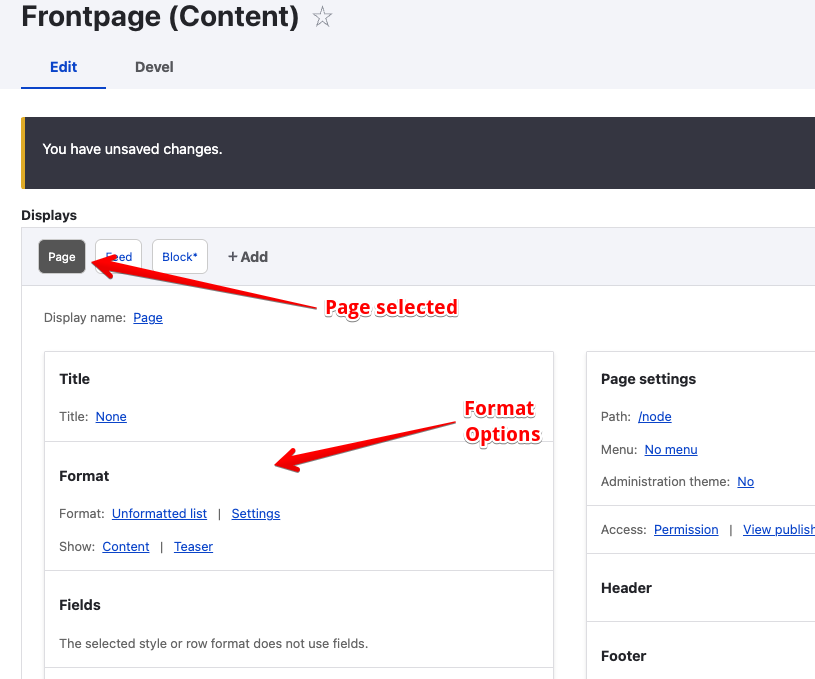 Frontpage (Content) ☆
Edit Devel
You have unsaved changes.
Displays
Page Feed Block* + Add
Page selected
Display name: Page
Title
Title: None
Format
Options
Format
Format: Unformatted list | Settings
Show: Content | Teaser
Fields
The selected style or row format does not use fields.
Page settings
Path: /node
Menu: No menu
Administration theme: No
Access: Permission | View publish
Header
Footer